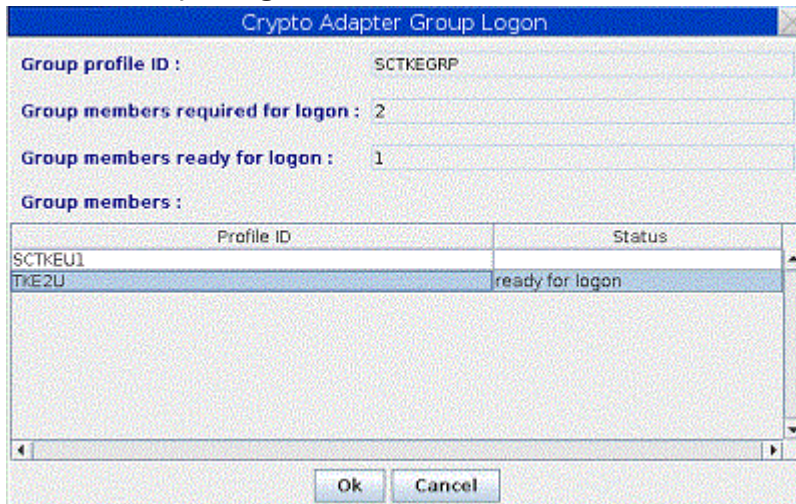 Crypto Adapter Group Logon
Group profile ID : SCTKEGRP
Group members required for logon : 2
Group members ready for logon : 1
Group members :
Profile ID Status
SCTKEU1
TKE2U ready for logon
Ok Cancel